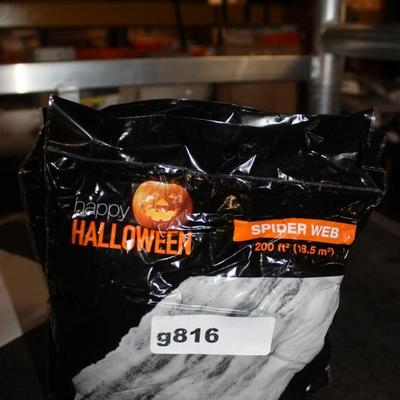 happy
HALLOWEEN
SPIDER WEB
200 ft² (18.5 m²)
g816